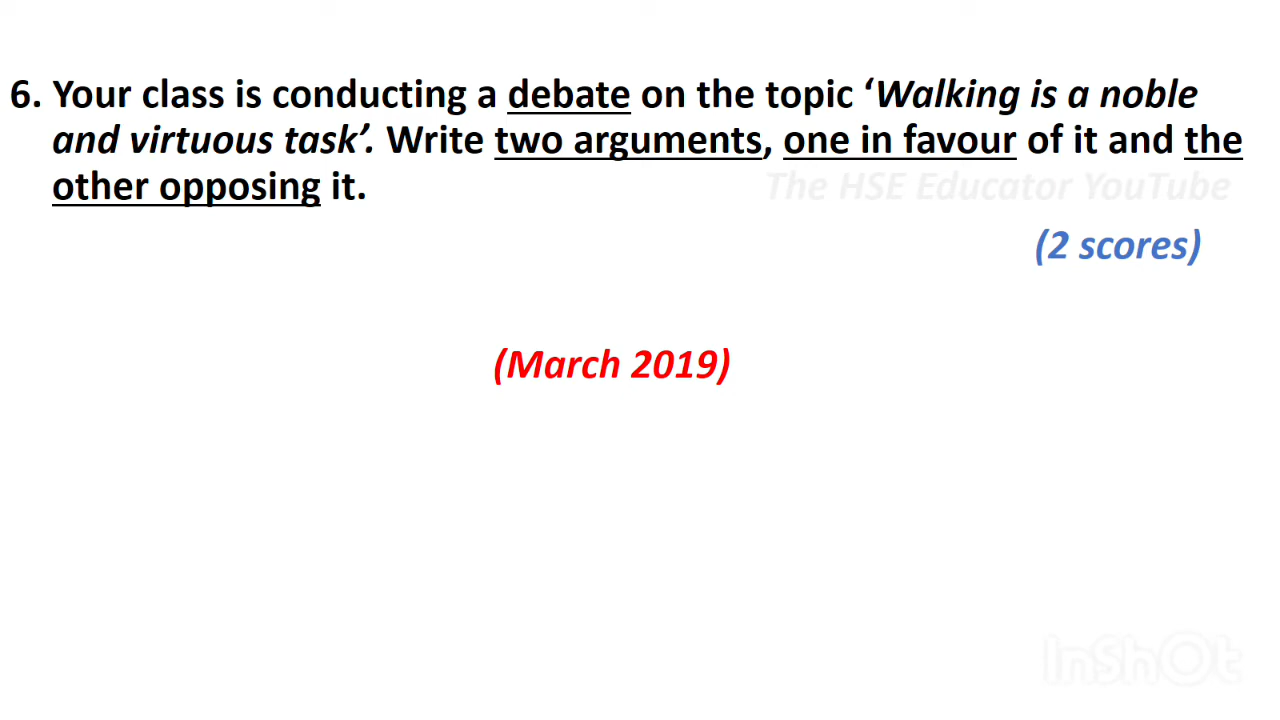 6. Your class is conducting a debate on the topic ‘Walking is a noble
and virtuous task’. Write two arguments, one in favour of it and the
other opposing it.
The HSE Educator YouTube
(2 scores)
(March 2019)
InShOt